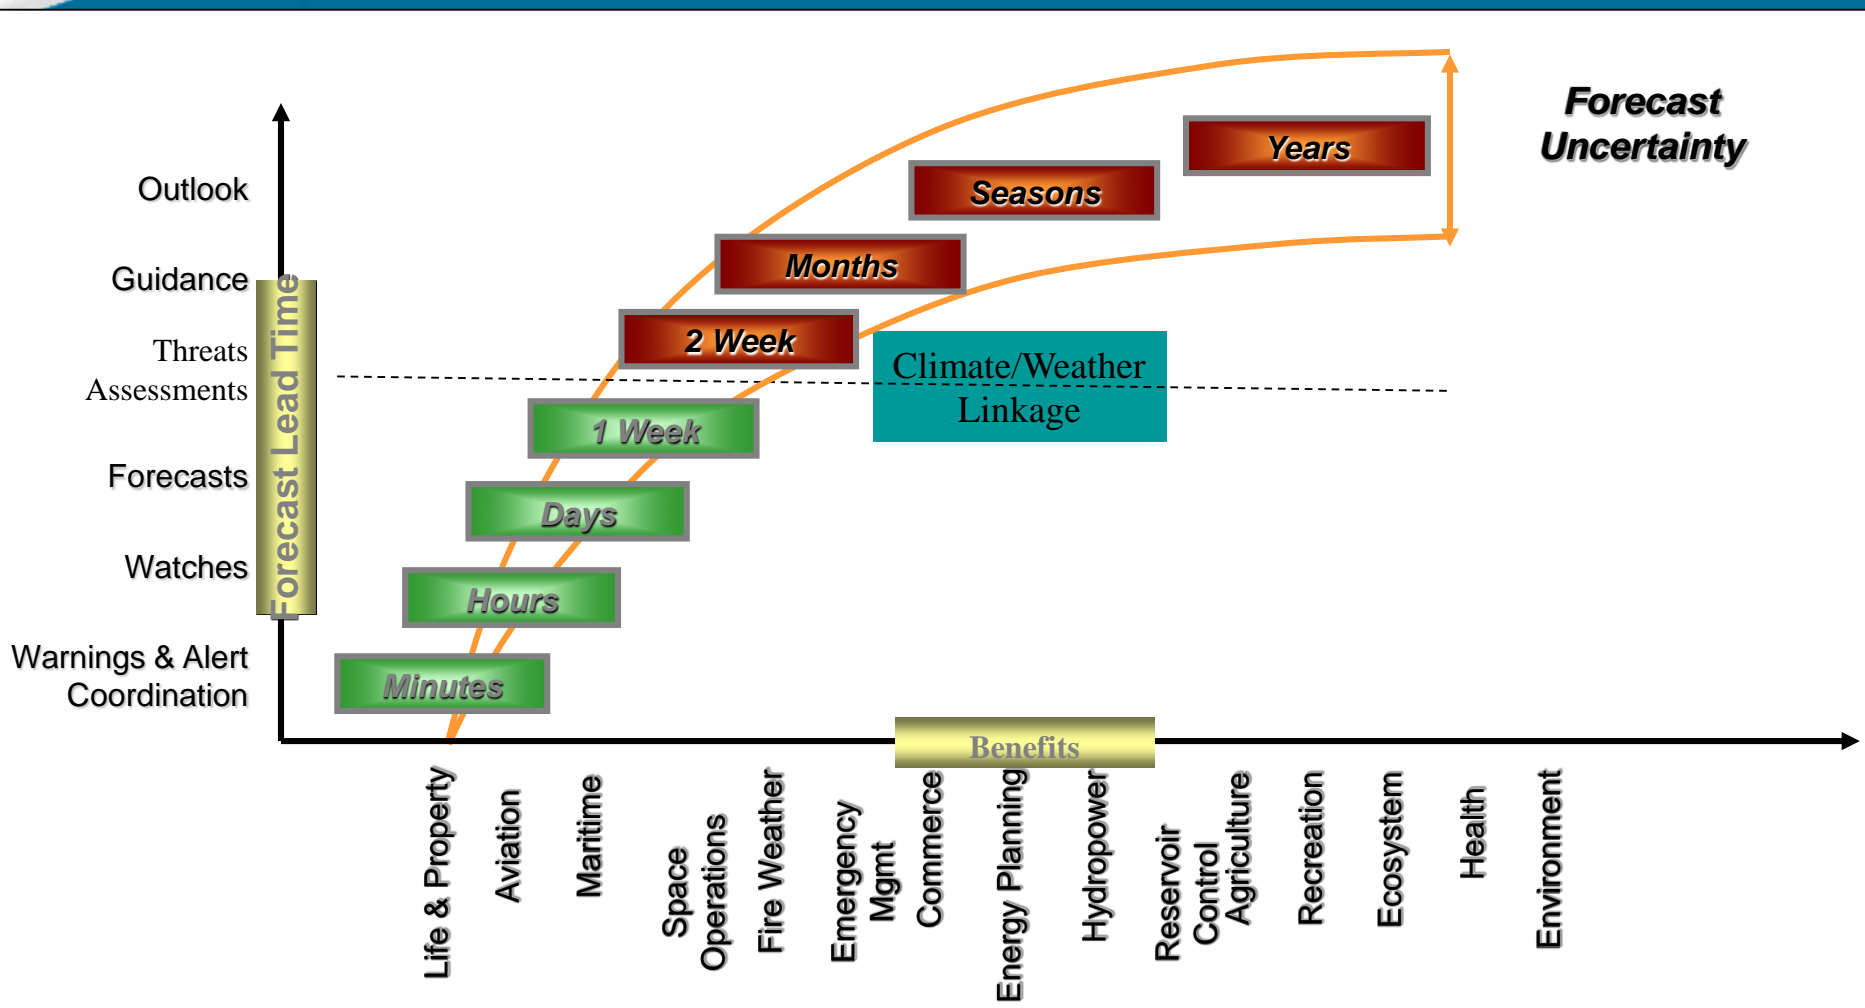 Forecast
Uncertainty
Years
Seasons
Months
2 Week
1 Week
Days
Hours
Minutes
Outlook
Guidance
Threats
Assessments
Forecasts
Watches
Warnings & Alert
Coordination
Forecast Lead Time
Climate/Weather
Linkage
Benefits
Life & Property
Aviation
Maritime
Space
Operations
Fire Weather
Emergency
Mgmt
Commerce
Energy Planning
Hydropower
Reservoir
Control
Agriculture
Recreation
Ecosystem
Health
Environment